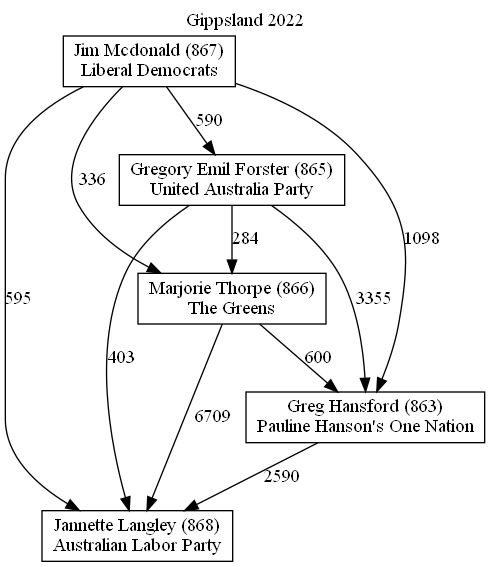 Gippsland 2022
Jim Mcdonald (867)
Liberal Democrats
590
Gregory Emil Forster (865)
United Australia Party
336
284
1098
Marjorie Thorpe (866)
The Greens
595
3355
403
600
6709
Greg Hansford (863)
Pauline Hanson's One Nation
2590
Jannette Langley (868)
Australian Labor Party